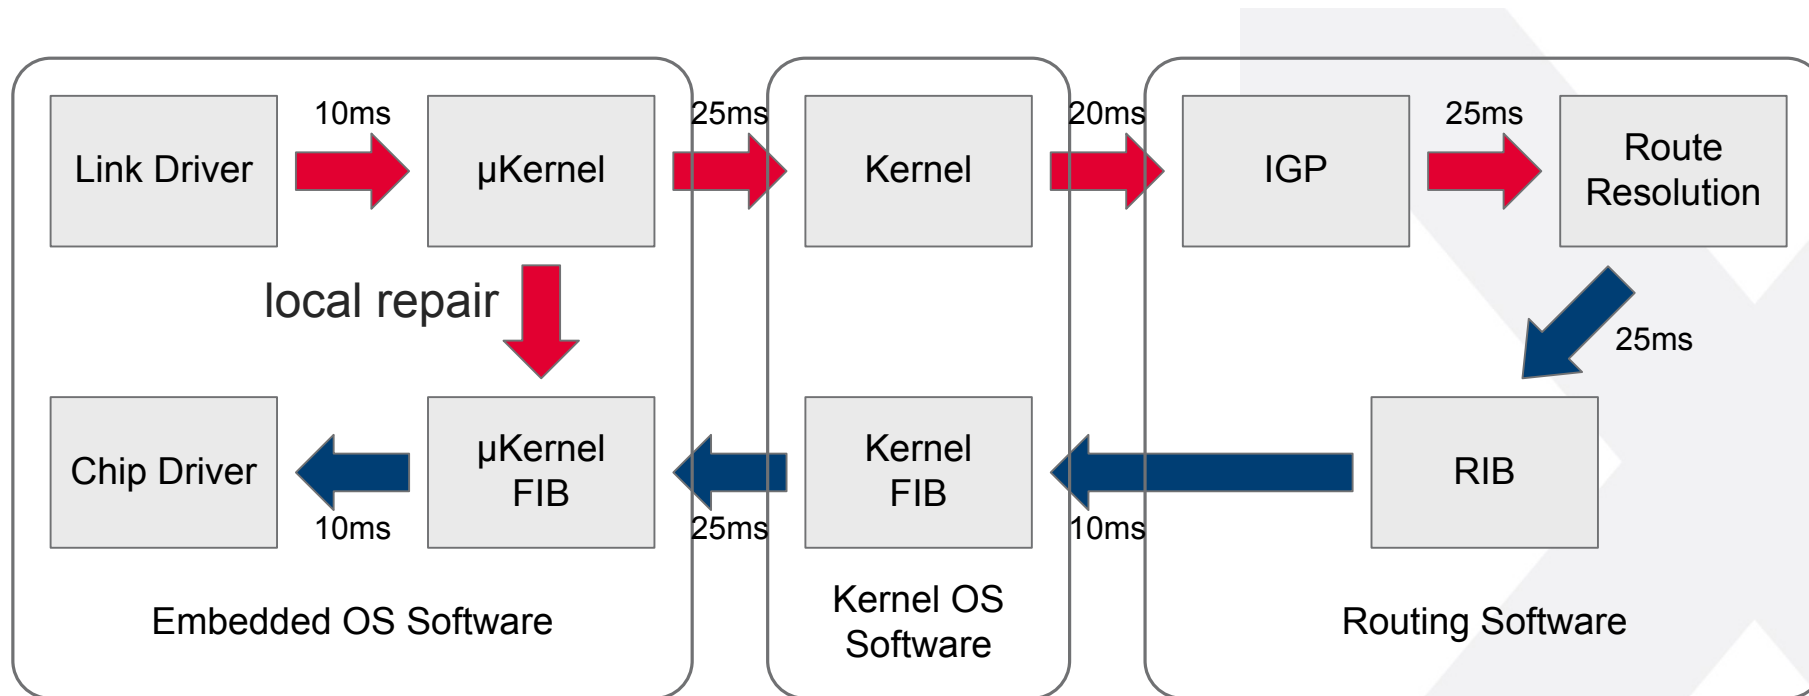 10ms
25ms
20ms
25ms
Link Driver
µKernel
Kernel
IGP
Route
Resolution
local repair
25ms
Chip Driver
µKernel
FIB
Kernel
FIB
RIB
10ms
25ms
10ms
Embedded OS Software
Kernel OS
Software
Routing Software